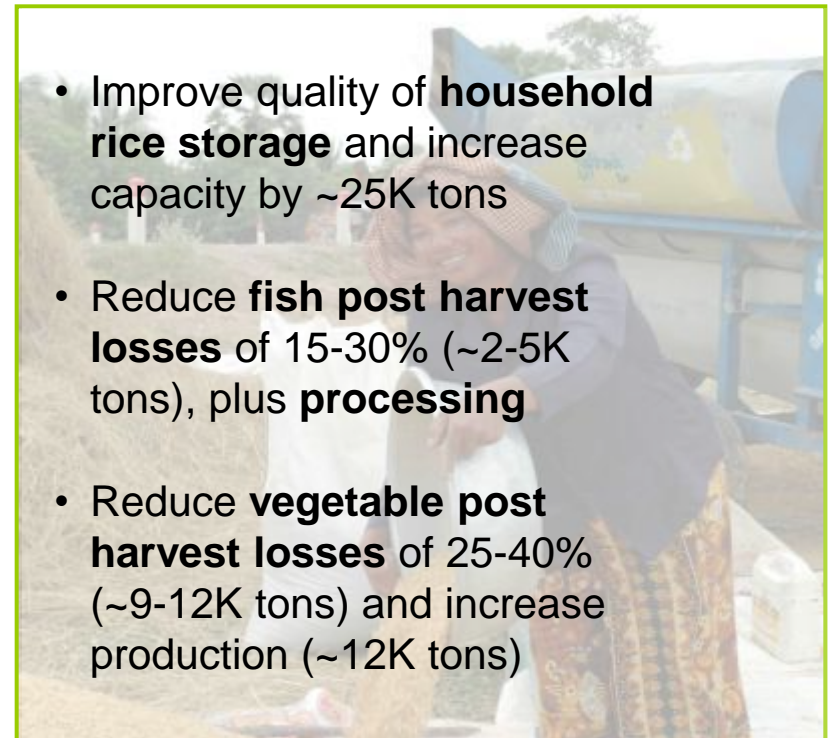 • Improve quality of household
rice storage and increase
capacity by ~25K tons
• Reduce fish post harvest
losses of 15-30% (~2-5K
tons), plus processing
• Reduce vegetable post
harvest losses of 25-40%
(~9-12K tons) and increase
production (~12K tons)